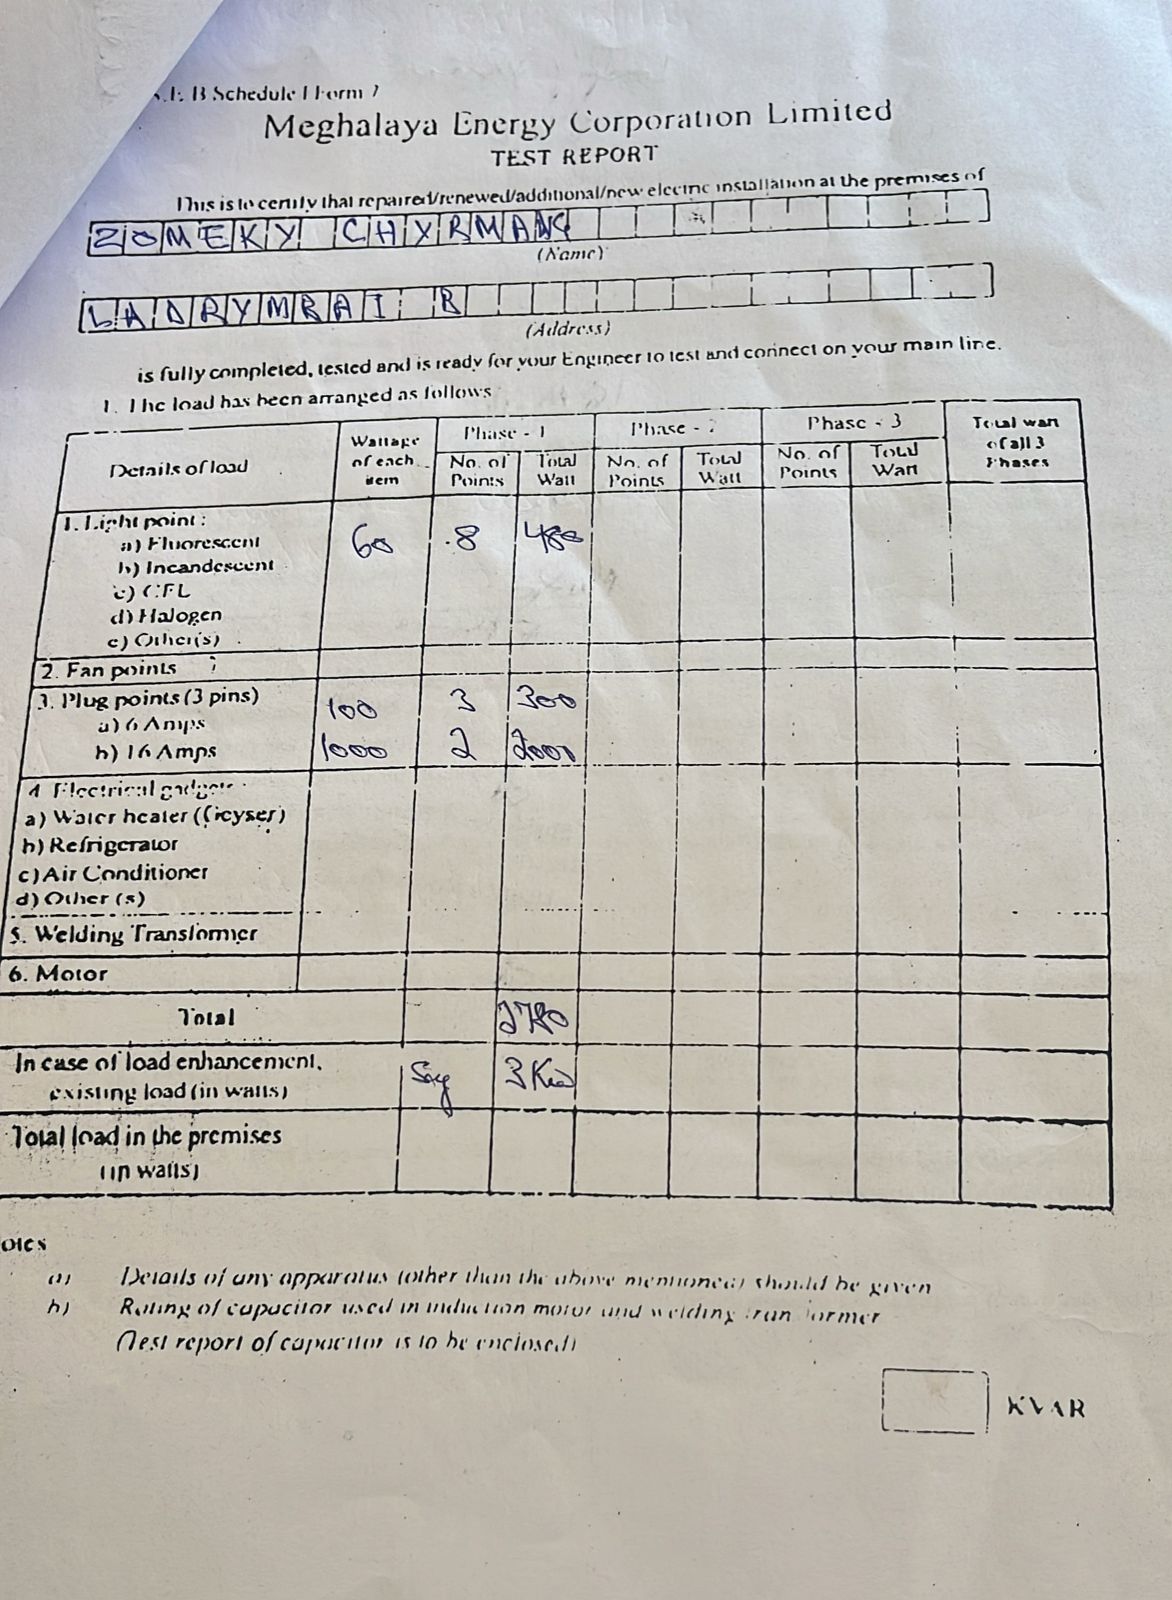 Schedule I Form 7
Meghalaya Energy Corporation Limited
TEST REPORT
This is to certify that repaired/renewed/additional/new electric installation at the premises of
ZOMEKY CHYRMANG
(Name)
LADRYMBAI B
(Address)
is fully completed, tested and is ready for your Engineer to test and connect on your main line.
1. The load has been arranged as follows
Details of load Wattage of each item Phase - 1 Phase - 2 Phase - 3 Total watt of all 3 Phases
No. of Points Total Watt No. of Points Total Watt No. of Points Total Watt
1. Light point :
a) Fluorescent 60 8 480
b) Incandescent
c) CFL
d) Halogen
e) Other(s)
2. Fan points
3. Plug points (3 pins)
a) 6 Amps 100 3 300
b) 16 Amps 1000 2 2000
4. Electrical gadgets
a) Water heater (Geyser)
b) Refrigerator
c) Air Conditioner
d) Other (s)
5. Welding Transformer
6. Motor
Total 2780
In case of load enhancement,
existing load (in watts) Say 3 Kw
Total load in the premises
(in watts)
otes
a) Details of any apparatus (other than the above mentioned) should be given
b) Rating of capacitor used in induction motor and welding transformer
(Test report of capacitor is to be enclosed)
KVAR